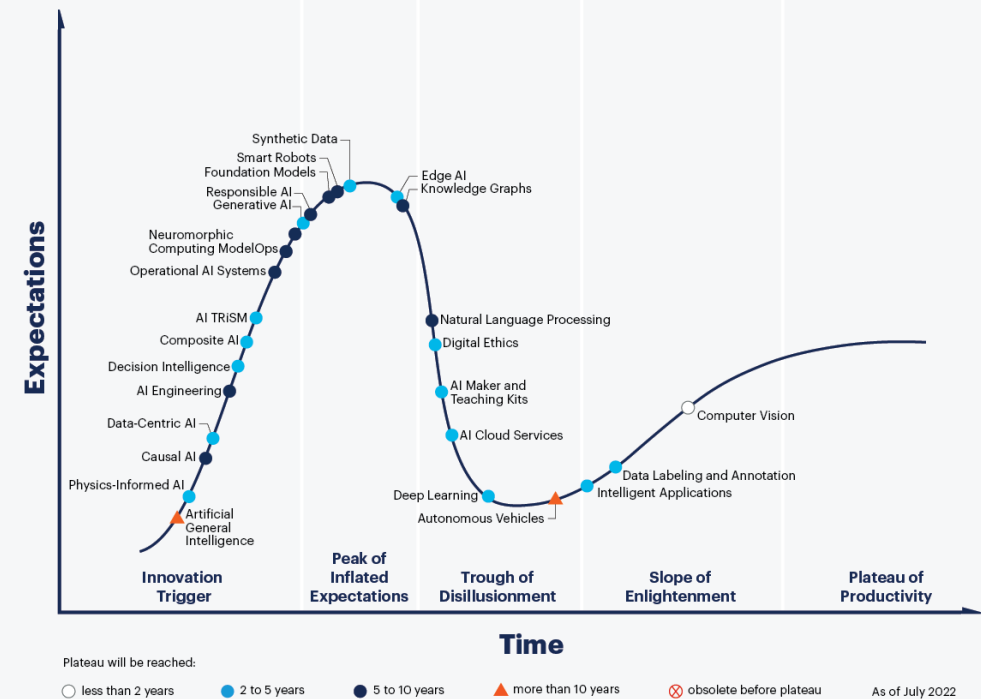 Expectations
Synthetic Data
Smart Robots
Foundation Models
Responsible AI
Generative AI
Neuromorphic
Computing ModelOps
Operational AI Systems
AI TRiSM
Composite AI
Decision Intelligence
AI Engineering
Data-Centric AI
Causal AI
Physics-Informed AI
Artificial
General
Intelligence
Edge AI
Knowledge Graphs
Natural Language Processing
Digital Ethics
AI Maker and
Teaching Kits
AI Cloud Services
Deep Learning
Autonomous Vehicles
Computer Vision
Data Labeling and Annotation
Intelligent Applications
Innovation
Trigger
Peak of
Inflated
Expectations
Trough of
Disillusionment
Slope of
Enlightenment
Plateau of
Productivity
Time
Plateau will be reached:
less than 2 years
2 to 5 years
5 to 10 years
more than 10 years
obsolete before plateau
As of July 2022